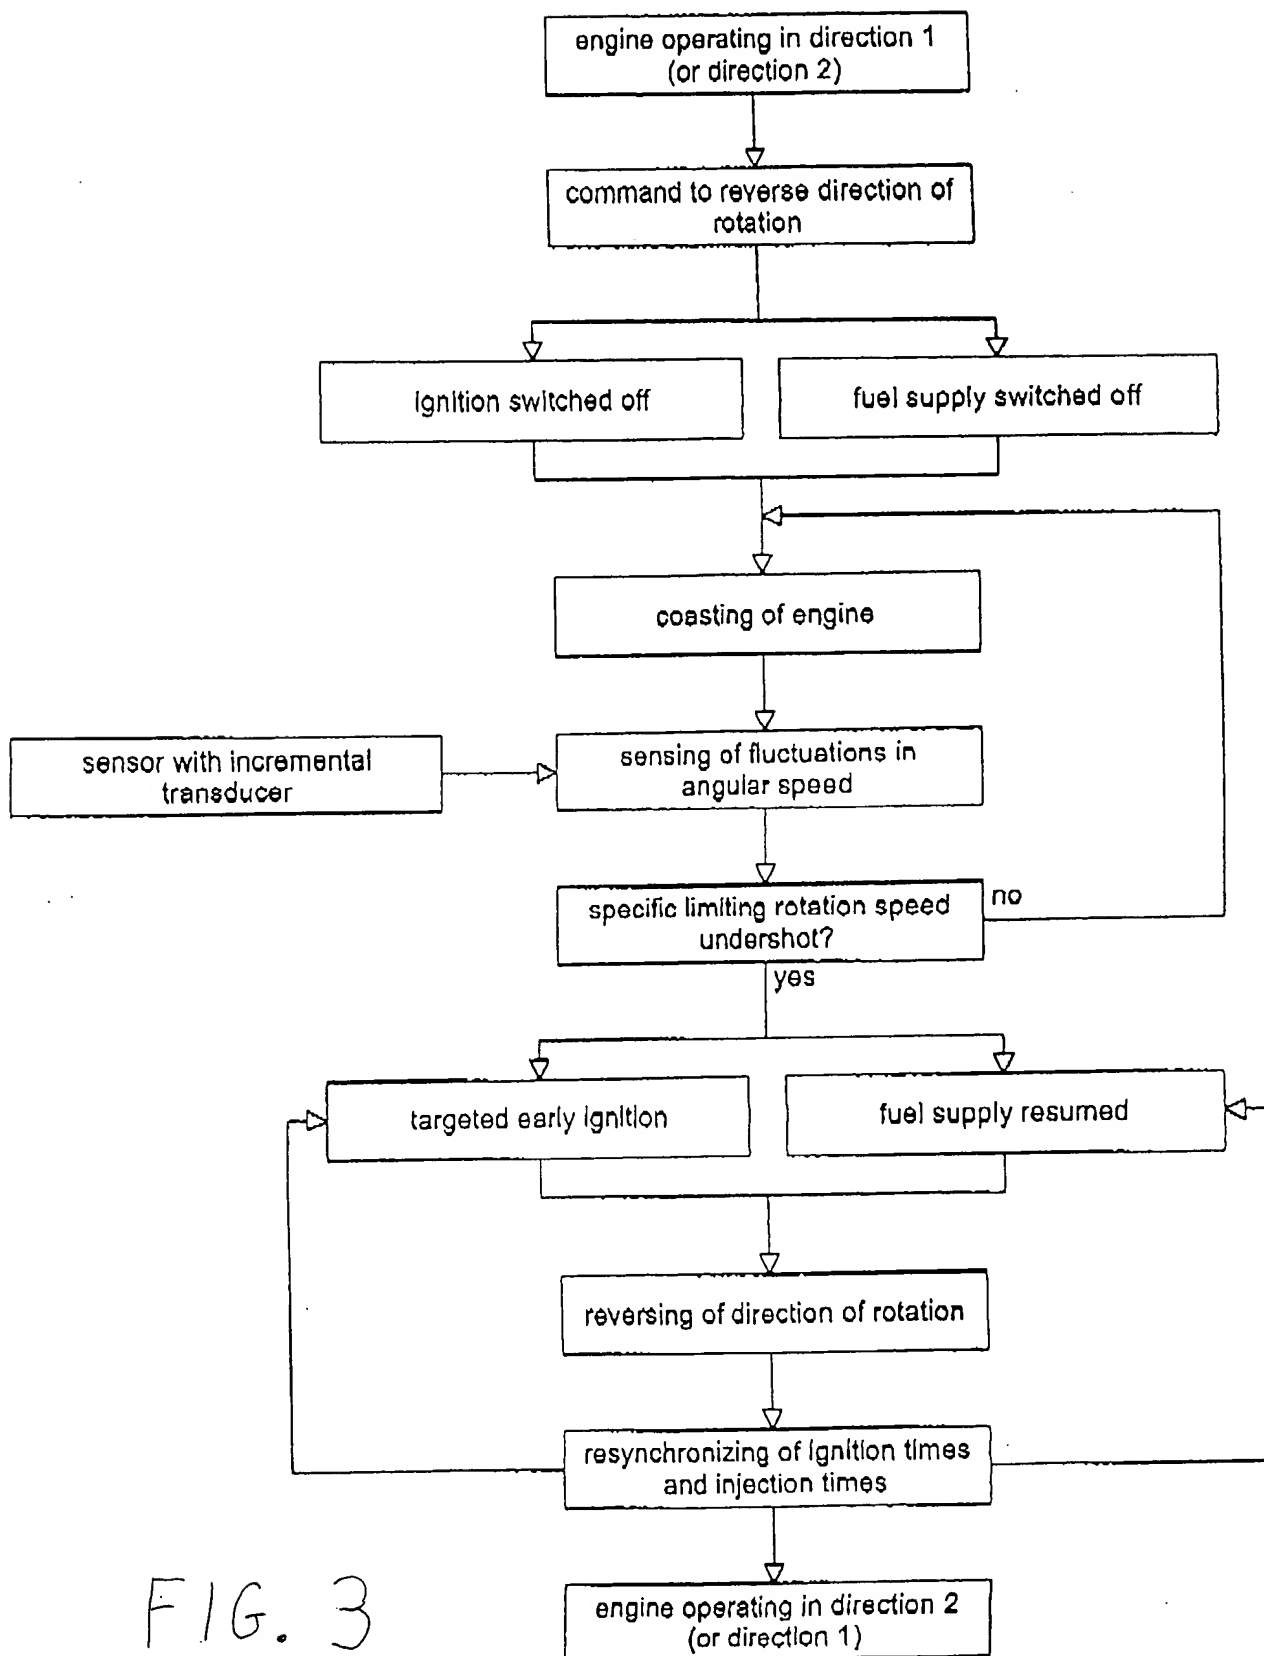 engine operating in direction 1
(or direction 2)
command to reverse direction of
rotation
ignition switched off
fuel supply switched off
coasting of engine
sensor with incremental
transducer
sensing of fluctuations in
angular speed
specific limiting rotation speed
undershot?
no
yes
targeted early ignition
fuel supply resumed
reversing of direction of rotation
resynchronizing of ignition times
and injection times
engine operating in direction 2
(or direction 1)
FIG. 3